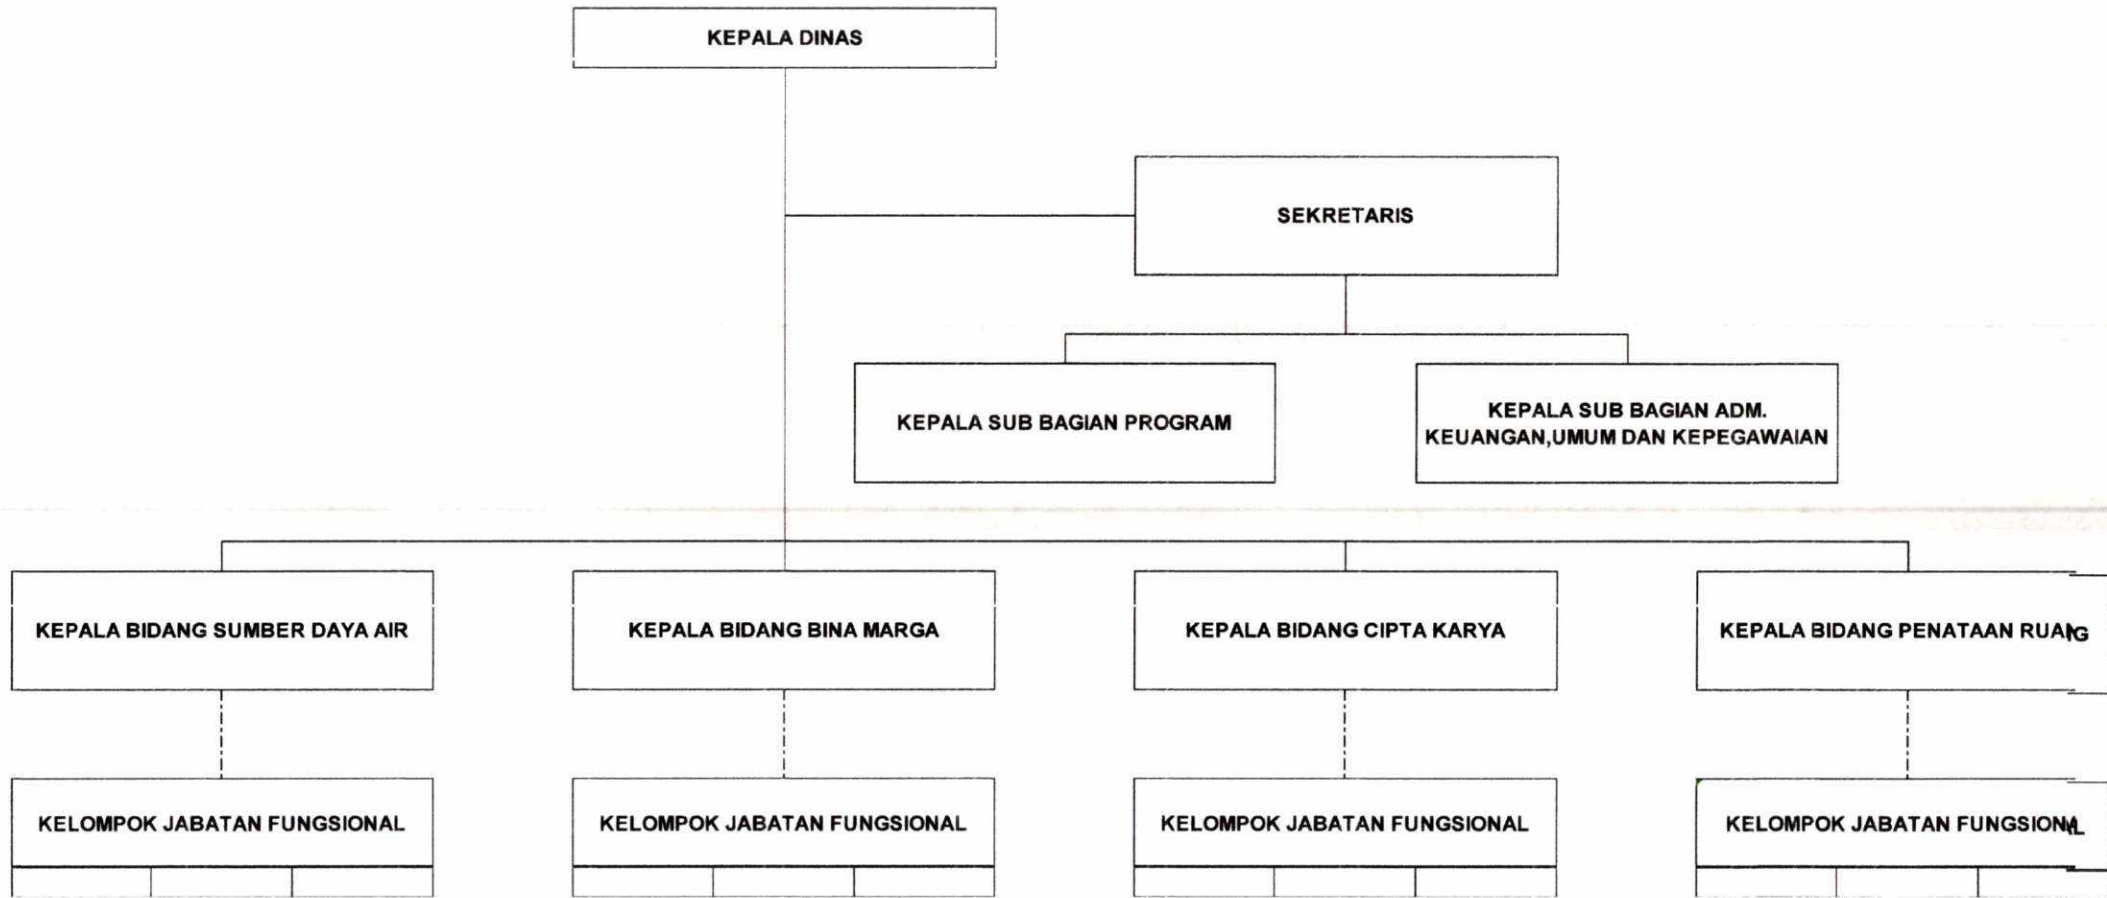 KEPALA DINAS
SEKRETARIS
KEPALA SUB BAGIAN PROGRAM
KEPALA SUB BAGIAN ADM.
KEUANGAN,UMUM DAN KEPEGAWAIAN
KEPALA BIDANG SUMBER DAYA AIR
KEPALA BIDANG BINA MARGA
KEPALA BIDANG CIPTA KARYA
KEPALA BIDANG PENATAAN RUANG
KELOMPOK JABATAN FUNGSIONAL
KELOMPOK JABATAN FUNGSIONAL
KELOMPOK JABATAN FUNGSIONAL
KELOMPOK JABATAN FUNGSIONAL